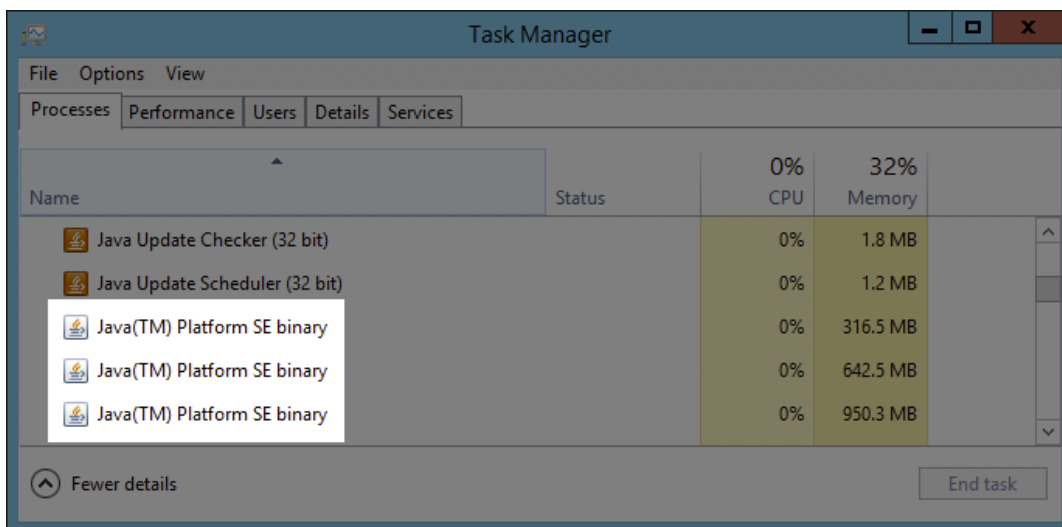 Task Manager
File Options View
Processes Performance Users Details Services
0% 32%
Name Status CPU Memory
Java Update Checker (32 bit) 0% 1.8 MB
Java Update Scheduler (32 bit) 0% 1.2 MB
Java(TM) Platform SE binary 0% 316.5 MB
Java(TM) Platform SE binary 0% 642.5 MB
Java(TM) Platform SE binary 0% 950.3 MB
Fewer details End task